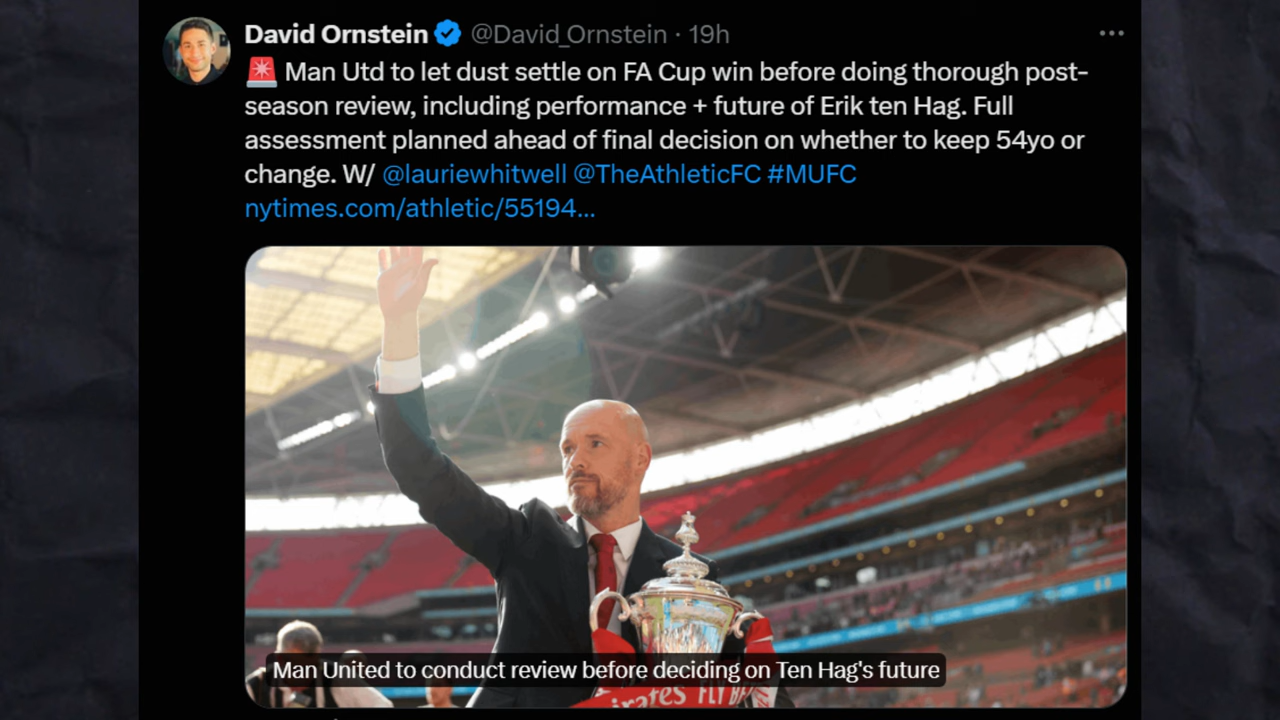 David Ornstein @David_Ornstein · 19h
🚨 Man Utd to let dust settle on FA Cup win before doing thorough post-
season review, including performance + future of Erik ten Hag. Full
assessment planned ahead of final decision on whether to keep 54yo or
change. W/ @lauriewhitwell @TheAthleticFC #MUFC
nytimes.com/athletic/55194...
Man United to conduct review before deciding on Ten Hag's future
FLY